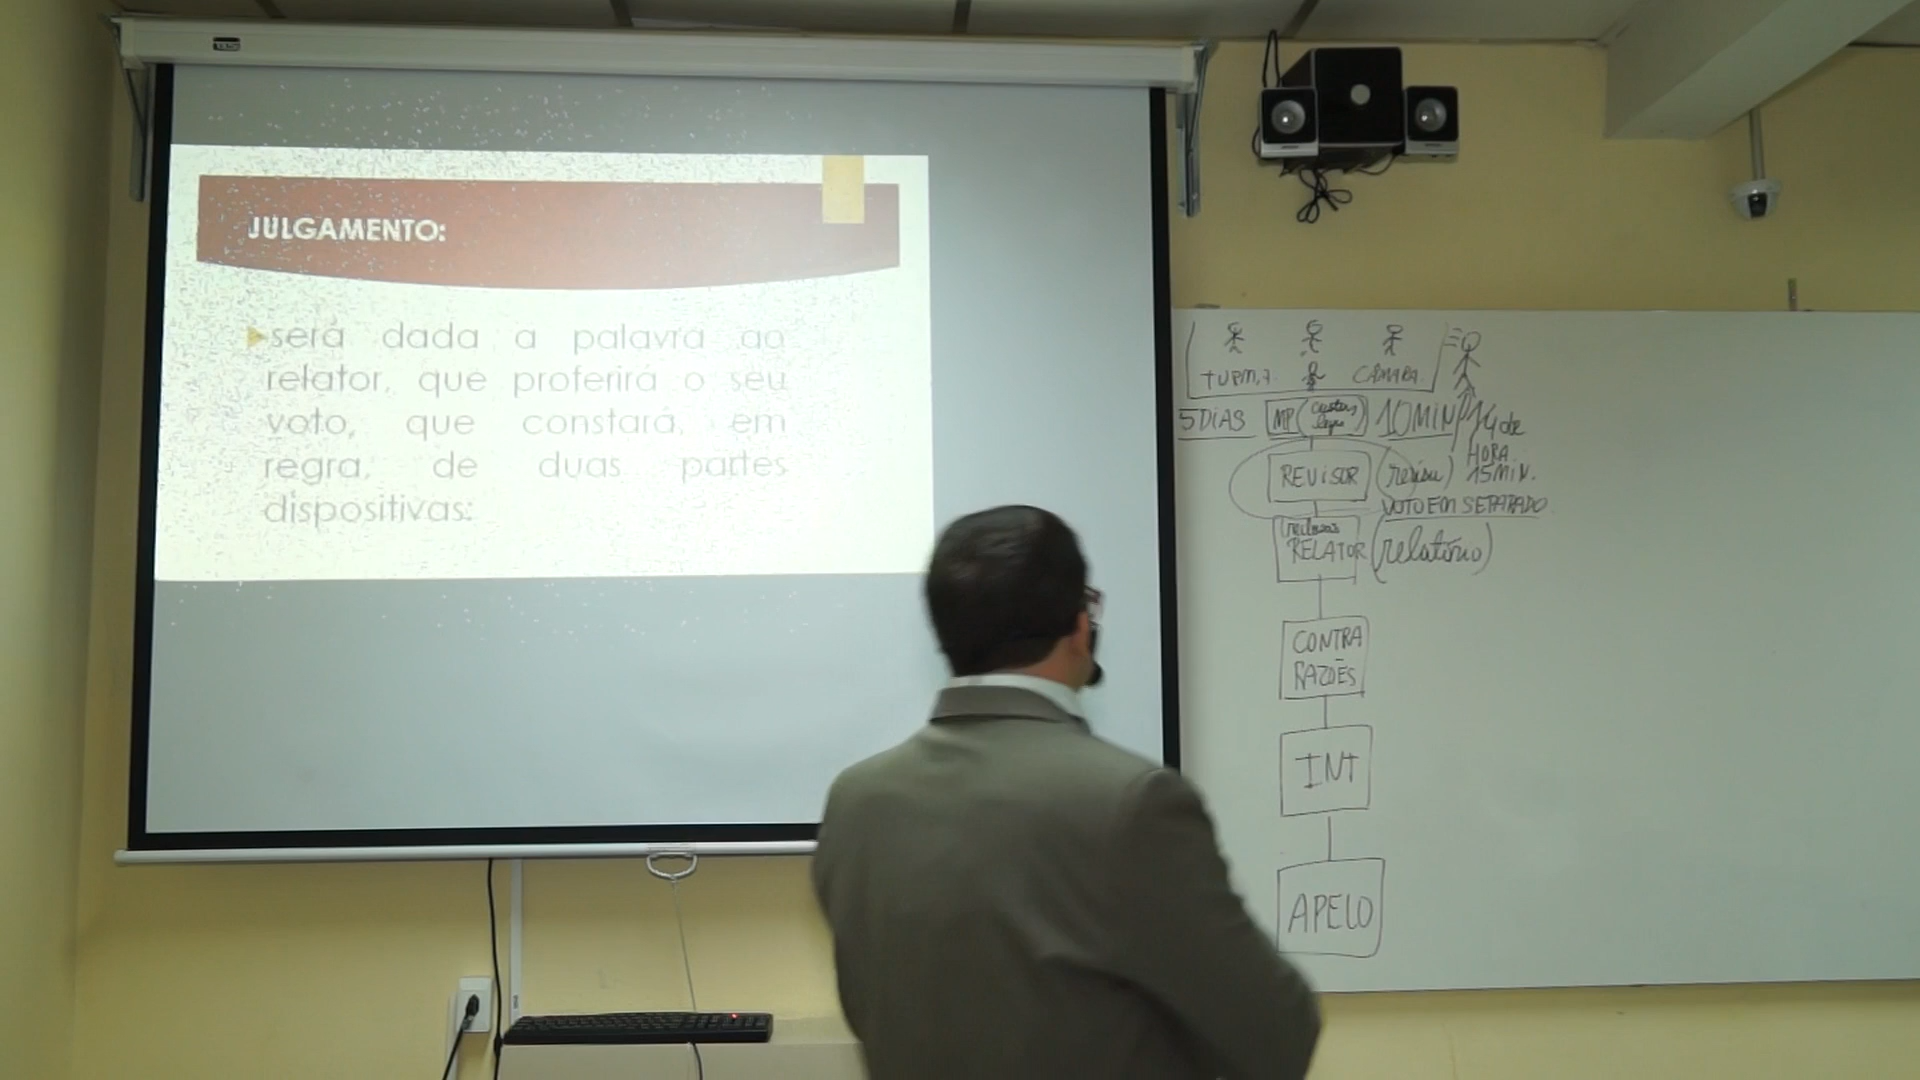 JULGAMENTO:
será dada a palavra ao
relator, que proferirá o seu
voto, que constará, em
regra, de duas partes
dispositivas:
TURMA CÂMARA
5 DIAS MP (custus 10 MIN 1/4 de
HORA
15 MIN.
REVISOR
VOTO EM SEPARADO
RELATOR (relatório)
CONTRA
RAZÕES
INT
APELO